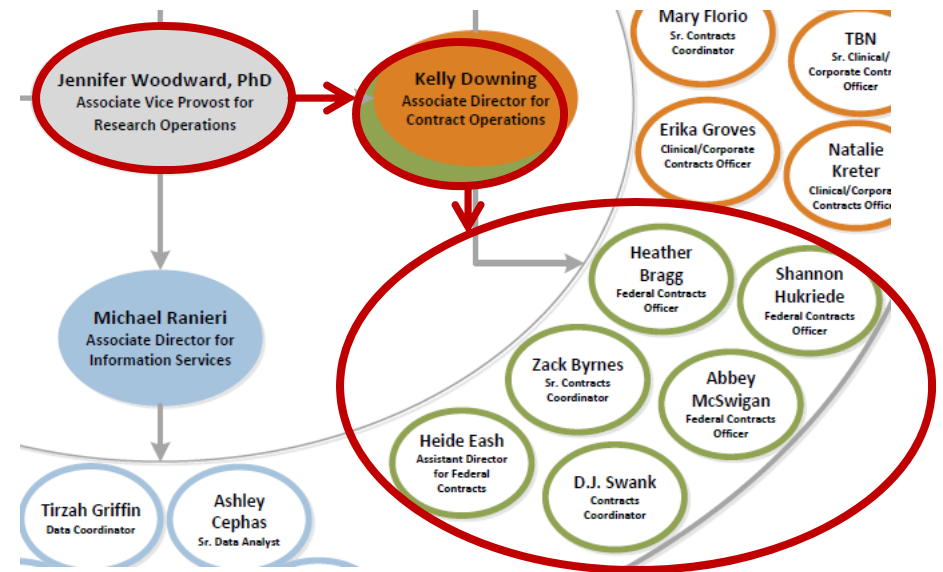 Mary Florio
Sr. Contracts
Coordinator
TBN
Sr. Clinical/
Corporate Contr
Officer
Jennifer Woodward, PhD
Associate Vice Provost for
Research Operations
Kelly Downing
Associate Director for
Contract Operations
Erika Groves
Clinical/Corporate
Contracts Officer
Natalie
Kreter
Clinical/Corpora
Contracts Office
Heather
Bragg
Federal Contracts
Officer
Shannon
Hukriede
Federal Contracts
Officer
Michael Ranieri
Associate Director for
Information Services
Zack Byrnes
Sr. Contracts
Coordinator
Abbey
McSwigan
Federal Contracts
Officer
Heide Eash
Assistant Director
for Federal
Contracts
D.J. Swank
Contracts
Coordinator
Tirzah Griffin
Data Coordinator
Ashley
Cephas
Sr. Data Analyst